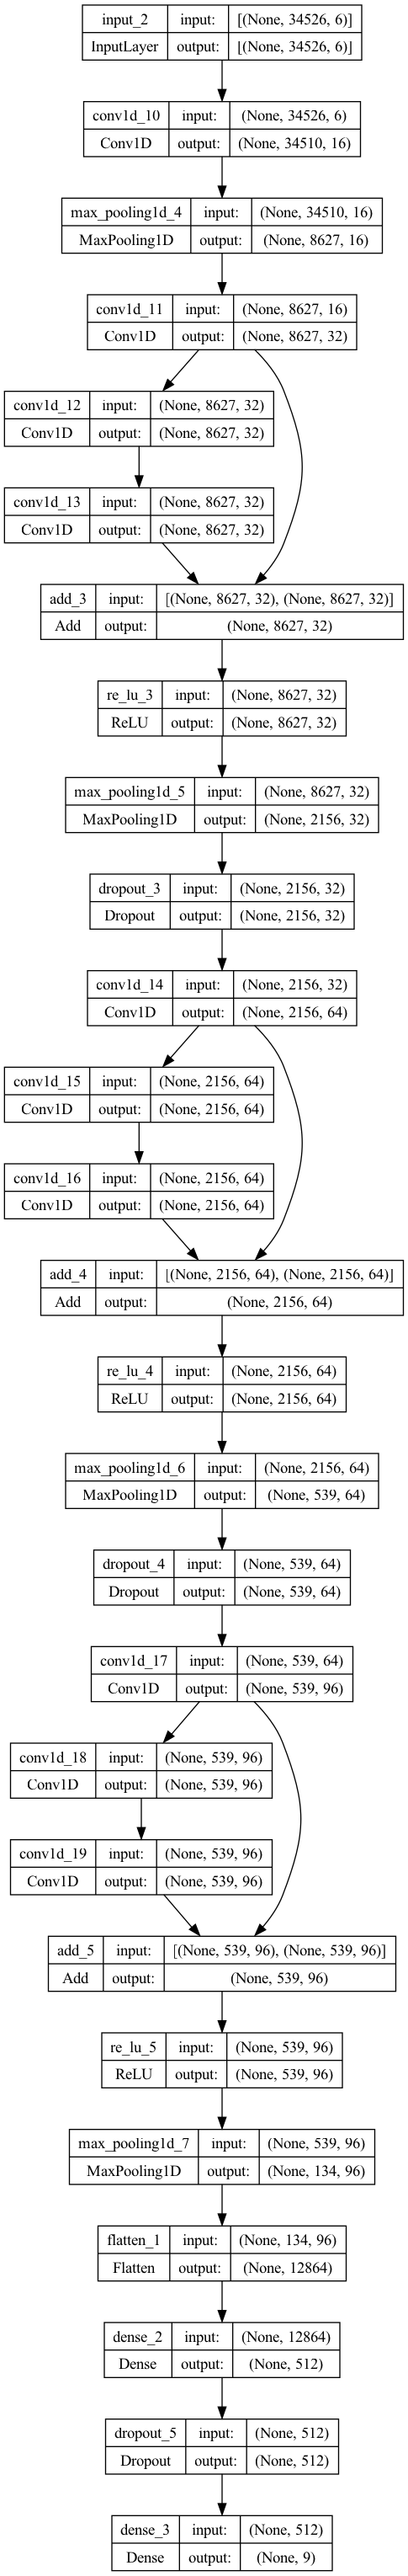 input_2 input: [(None, 34526, 6)]
InputLayer output: [(None, 34526, 6)]
conv1d_10 input: (None, 34526, 6)
Conv1D output: (None, 34510, 16)
max_pooling1d_4 input: (None, 34510, 16)
MaxPooling1D output: (None, 8627, 16)
conv1d_11 input: (None, 8627, 16)
Conv1D output: (None, 8627, 32)
conv1d_12 input: (None, 8627, 32)
Conv1D output: (None, 8627, 32)
conv1d_13 input: (None, 8627, 32)
Conv1D output: (None, 8627, 32)
add_3 input: [(None, 8627, 32), (None, 8627, 32)]
Add output: (None, 8627, 32)
re_lu_3 input: (None, 8627, 32)
ReLU output: (None, 8627, 32)
max_pooling1d_5 input: (None, 8627, 32)
MaxPooling1D output: (None, 2156, 32)
dropout_3 input: (None, 2156, 32)
Dropout output: (None, 2156, 32)
conv1d_14 input: (None, 2156, 32)
Conv1D output: (None, 2156, 64)
conv1d_15 input: (None, 2156, 64)
Conv1D output: (None, 2156, 64)
conv1d_16 input: (None, 2156, 64)
Conv1D output: (None, 2156, 64)
add_4 input: [(None, 2156, 64), (None, 2156, 64)]
Add output: (None, 2156, 64)
re_lu_4 input: (None, 2156, 64)
ReLU output: (None, 2156, 64)
max_pooling1d_6 input: (None, 2156, 64)
MaxPooling1D output: (None, 539, 64)
dropout_4 input: (None, 539, 64)
Dropout output: (None, 539, 64)
conv1d_17 input: (None, 539, 64)
Conv1D output: (None, 539, 96)
conv1d_18 input: (None, 539, 96)
Conv1D output: (None, 539, 96)
conv1d_19 input: (None, 539, 96)
Conv1D output: (None, 539, 96)
add_5 input: [(None, 539, 96), (None, 539, 96)]
Add output: (None, 539, 96)
re_lu_5 input: (None, 539, 96)
ReLU output: (None, 539, 96)
max_pooling1d_7 input: (None, 539, 96)
MaxPooling1D output: (None, 134, 96)
flatten_1 input: (None, 134, 96)
Flatten output: (None, 12864)
dense_2 input: (None, 12864)
Dense output: (None, 512)
dropout_5 input: (None, 512)
Dropout output: (None, 512)
dense_3 input: (None, 512)
Dense output: (None, 9)